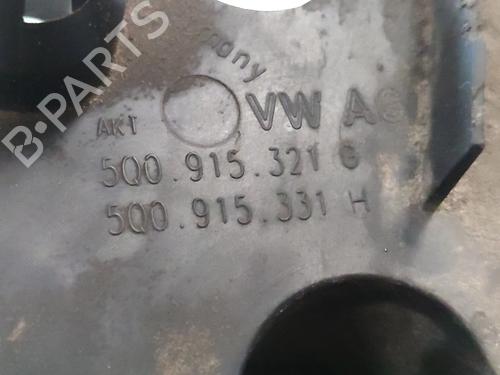 B-PARTS
AKT
VW AG
5Q0.915.321 G
5Q0.915.331 H